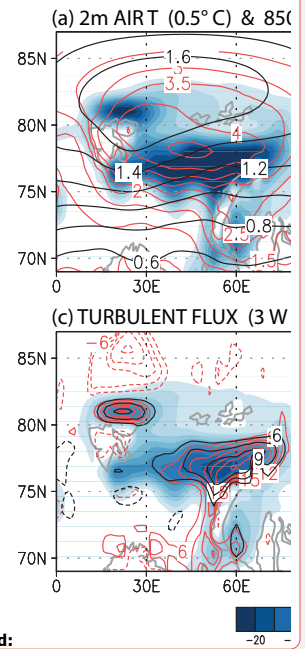 (a) 2m AIR T (0.5° C) & 850
85N
80N
75N
70N
0
30E
60E
1.6
3.5
4
1.4
1.2
2
0.8
2.5
0.6
1.5
(c) TURBULENT FLUX (3 W
85N
80N
75N
70N
0
30E
60E
−6
6
9
6
−20
d: